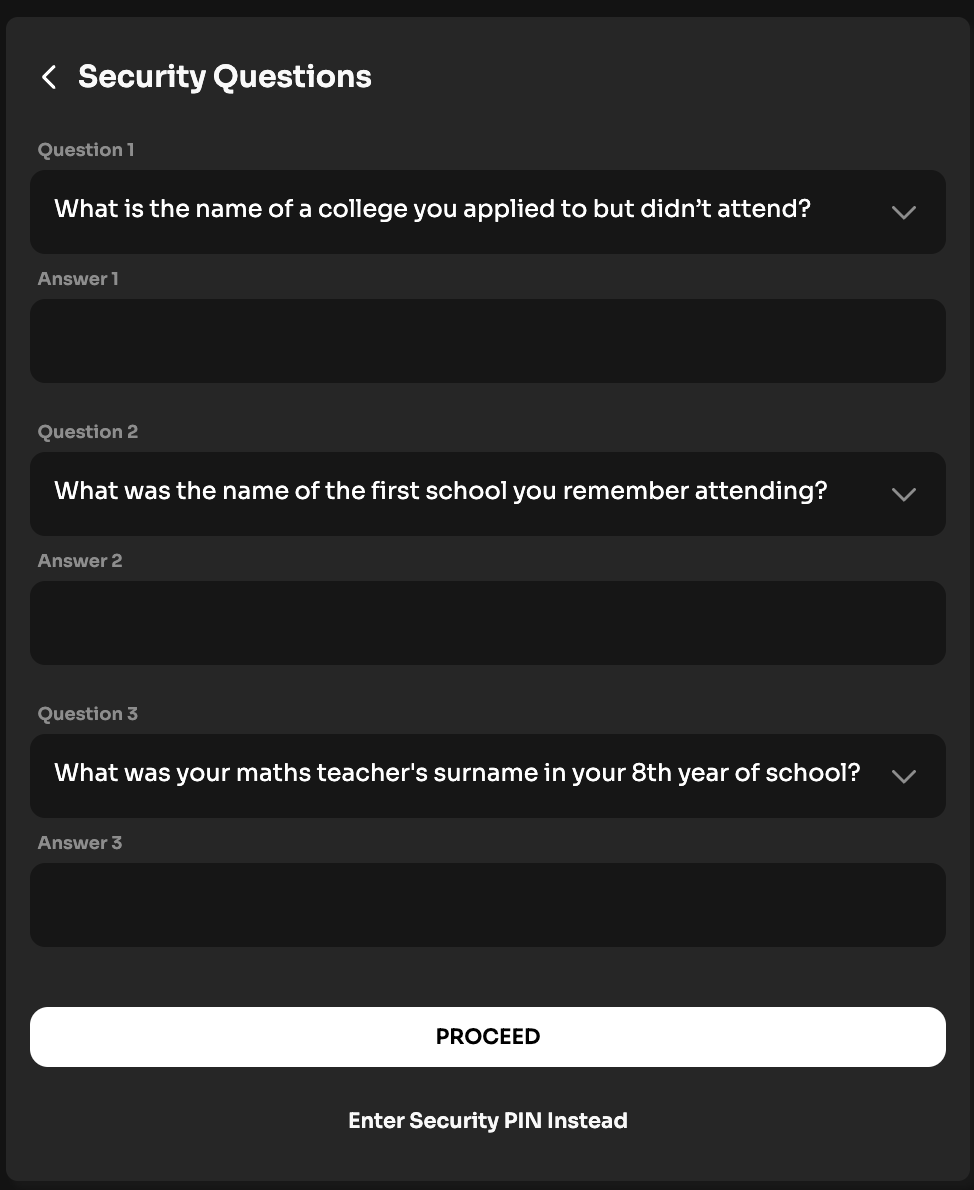 Security Questions
Question 1
What is the name of a college you applied to but didn’t attend?
Answer 1
Question 2
What was the name of the first school you remember attending?
Answer 2
Question 3
What was your maths teacher's surname in your 8th year of school?
Answer 3
PROCEED
Enter Security PIN Instead